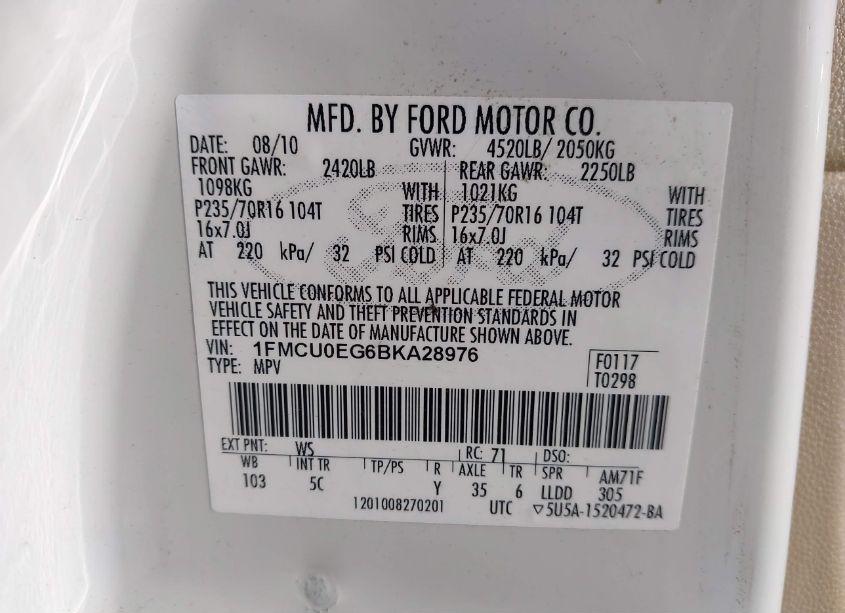 MFD. BY FORD MOTOR CO.
DATE: 08/10 GVWR: 4520LB/ 2050KG
FRONT GAWR: 2420LB REAR GAWR: 2250LB
1098KG WITH 1021KG WITH
P235/70R16 104T TIRES P235/70R16 104T TIRES
16x7.0J RIMS 16x7.0J RIMS
AT 220 kPa/ 32 PSI COLD AT 220 kPa/ 32 PSI COLD
THIS VEHICLE CONFORMS TO ALL APPLICABLE FEDERAL MOTOR
VEHICLE SAFETY AND THEFT PREVENTION STANDARDS IN
EFFECT ON THE DATE OF MANUFACTURE SHOWN ABOVE.
VIN: 1FMCU0EG6BKA28976 F0117
TYPE: MPV T0298
EXT PNT: WS RC: 71 DSO:
WB INT TR TP/PS R AXLE TR SPR AM71F
103 5C Y 35 6 LLDD 305
1201008270201 UTC ▽5U5A-1520472-BA